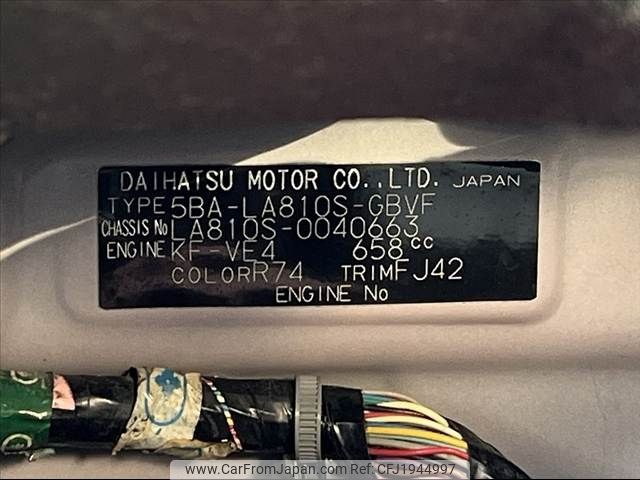 DAIHATSU MOTOR CO.,LTD. JAPAN
TYPE 5BA-LA810S-GBVF
CHASSIS No LA810S-0040663
ENGINE KF-VE4 658cc
COLOR R74 TRIM FJ42
ENGINE No
www.CarFromJapan.com CFJ1944997